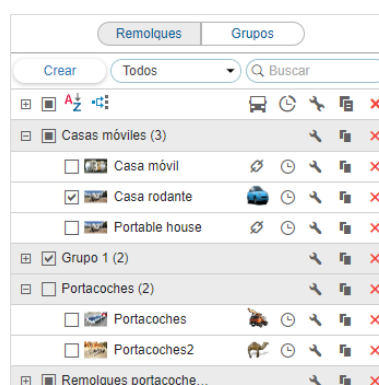 Remolques Grupos
Crear Todos Buscar
Casas móviles (3)
Casa móvil
Casa rodante
Portable house
Grupo 1 (2)
Portacoches (2)
Portacoches
Portacoches2
Remolques portacoche...